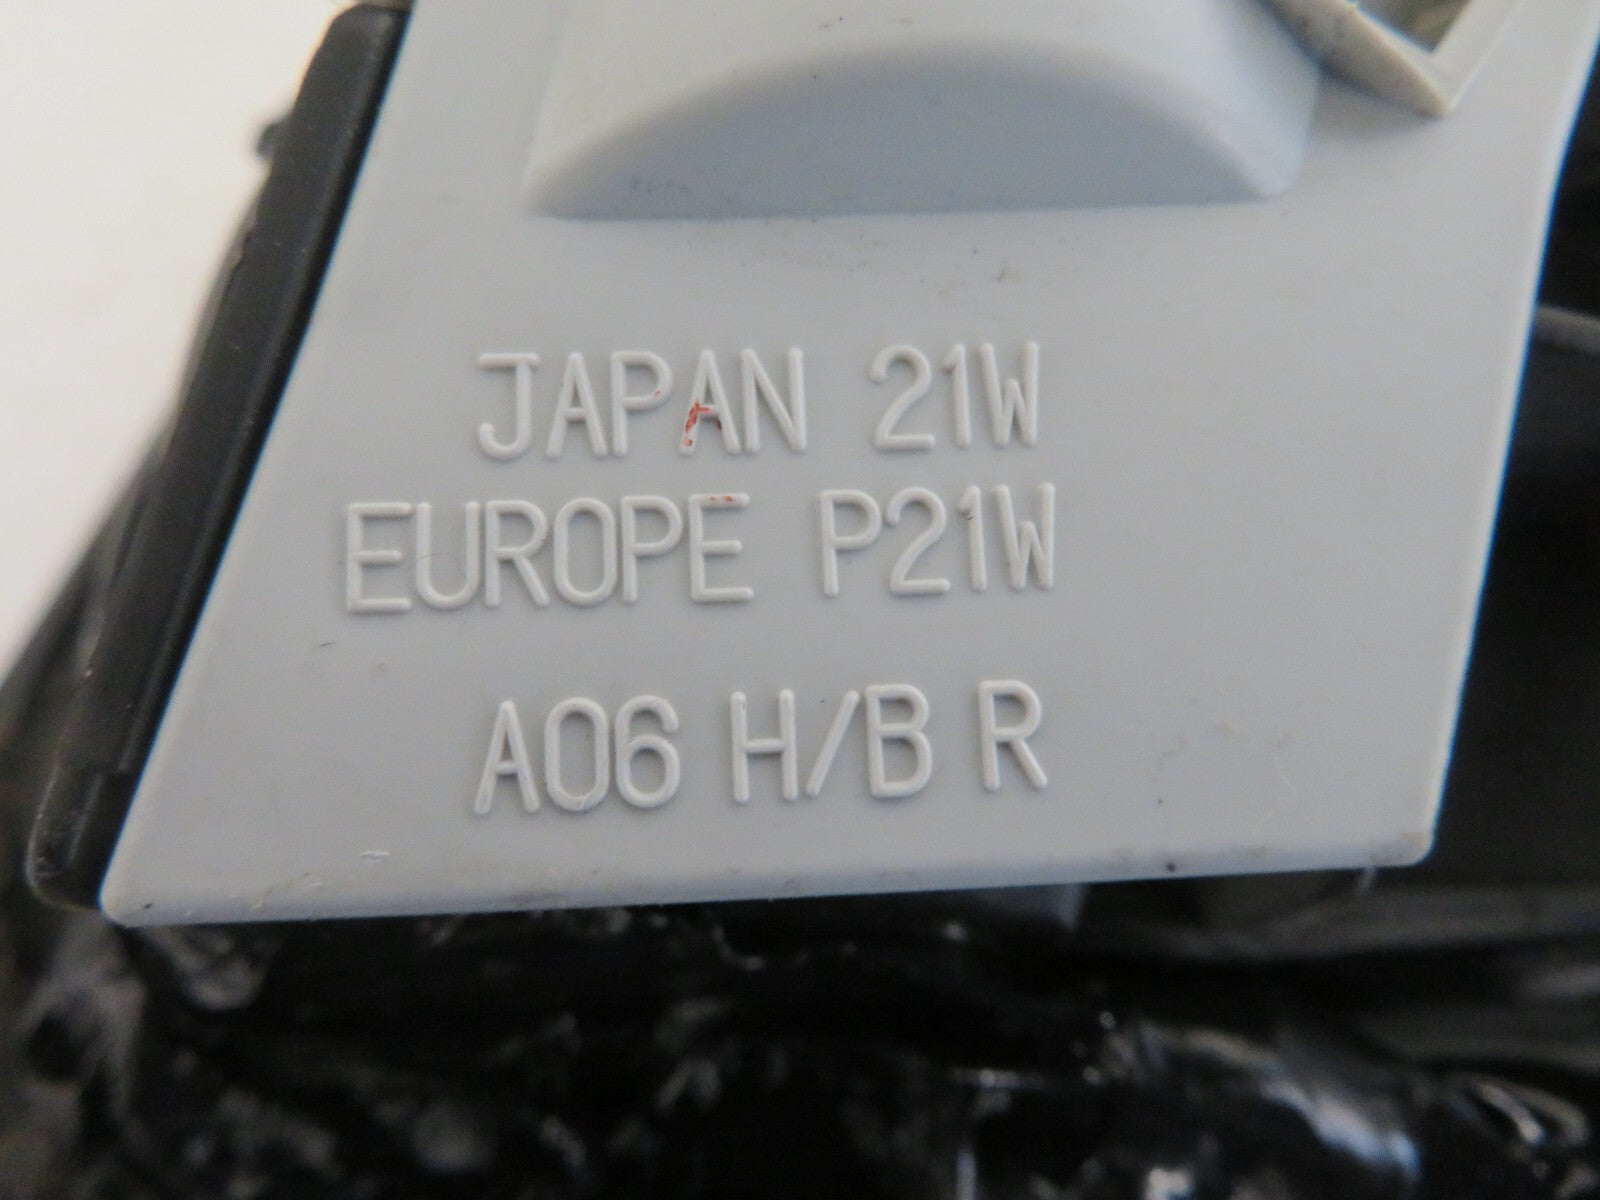 JAPAN 21W
EUROPE P21W
A06 H/B R